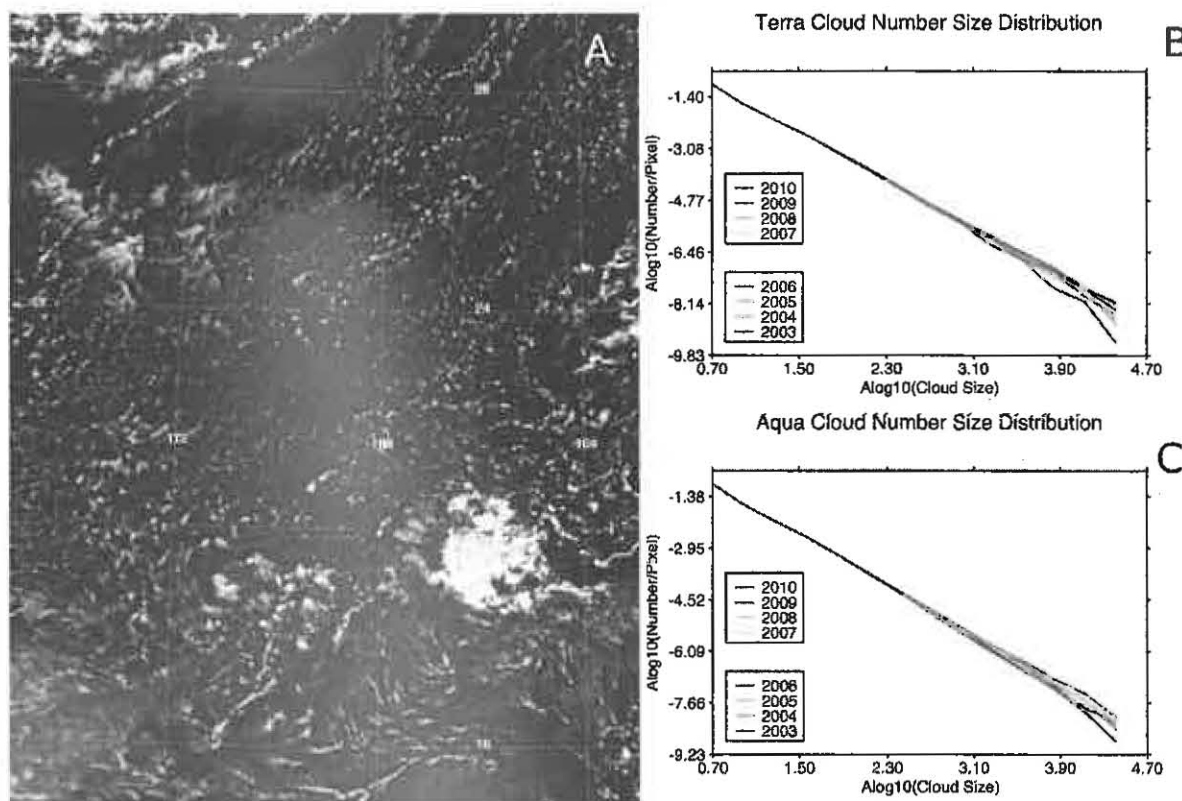 A
Terra Cloud Number Size Distribution
B
Alog10(Number/Pixel)
-1.40
-3.08
-4.77
-6.46
-8.14
-9.83
2010
2009
2008
2007
2006
2005
2004
2003
0.70 1.50 2.30 3.10 3.90 4.70
Alog10(Cloud Size)
Aqua Cloud Number Size Distribution
C
Alog10(Number/Pixel)
-1.38
-2.95
-4.52
-6.09
-7.66
-9.23
2010
2009
2008
2007
2006
2005
2004
2003
0.70 1.50 2.30 3.10 3.90 4.70
Alog10(Cloud Size)